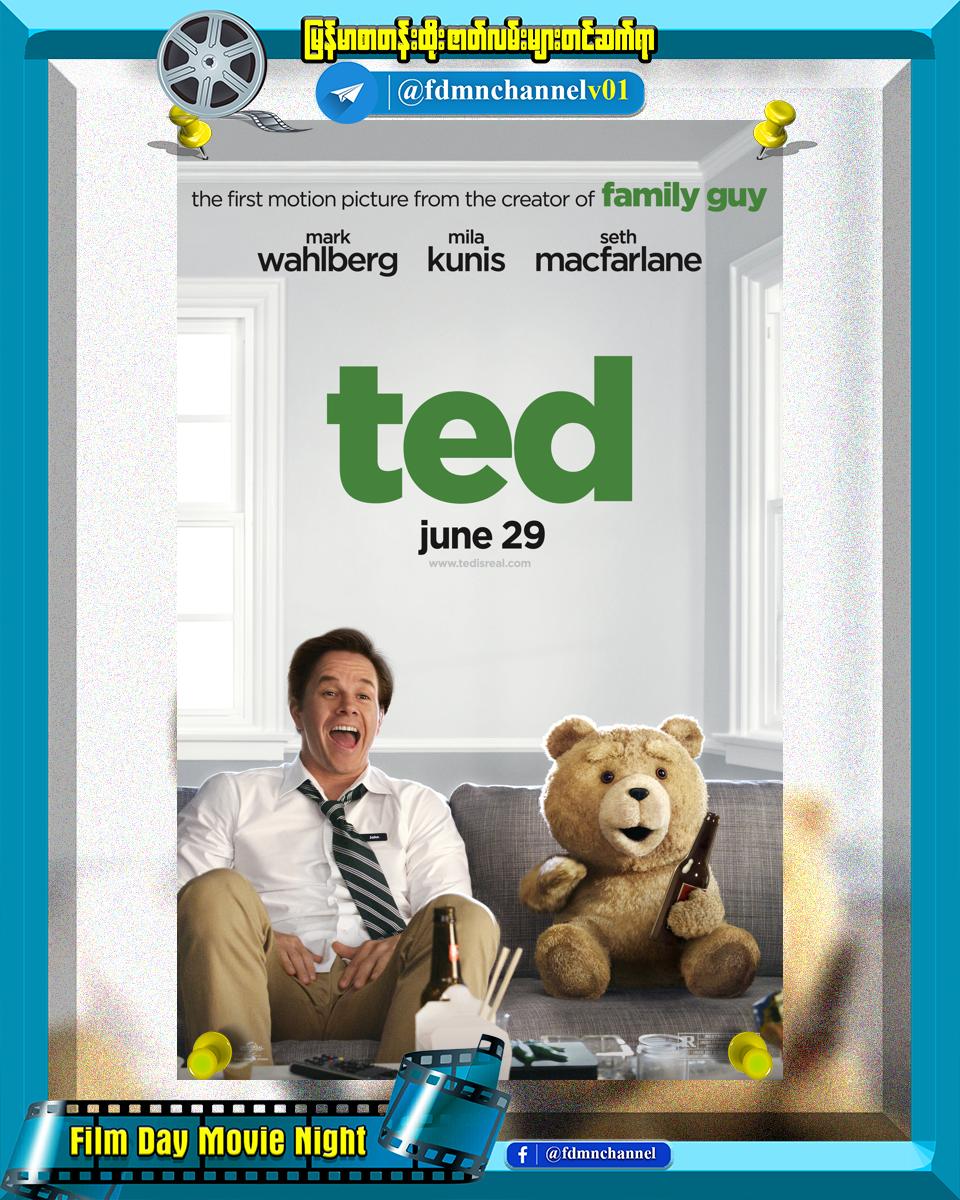 မြန်မာစာတန်းထိုးဇာတ်လမ်းများတင်ဆက်ရာ
@fdmnchannelv01
the first motion picture from the creator of family guy
mark wahlberg
mila kunis
seth macfarlane
ted
june 29
www.tedisreal.com
John
R
Film Day Movie Night
f @fdmnchannel